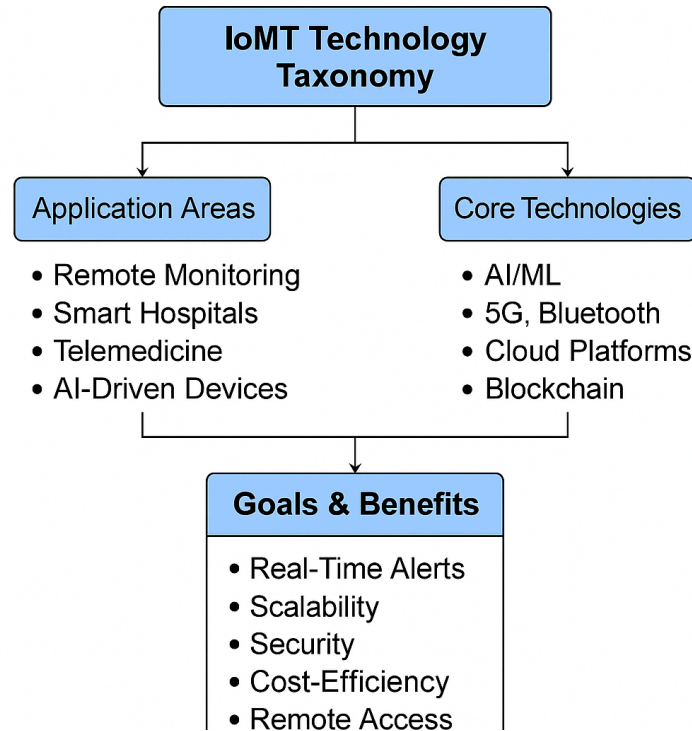 IoMT Technology
Taxonomy
Application Areas
• Remote Monitoring
• Smart Hospitals
• Telemedicine
• AI-Driven Devices
Core Technologies
• AI/ML
• 5G, Bluetooth
• Cloud Platforms
• Blockchain
Goals & Benefits
• Real-Time Alerts
• Scalability
• Security
• Cost-Efficiency
• Remote Access